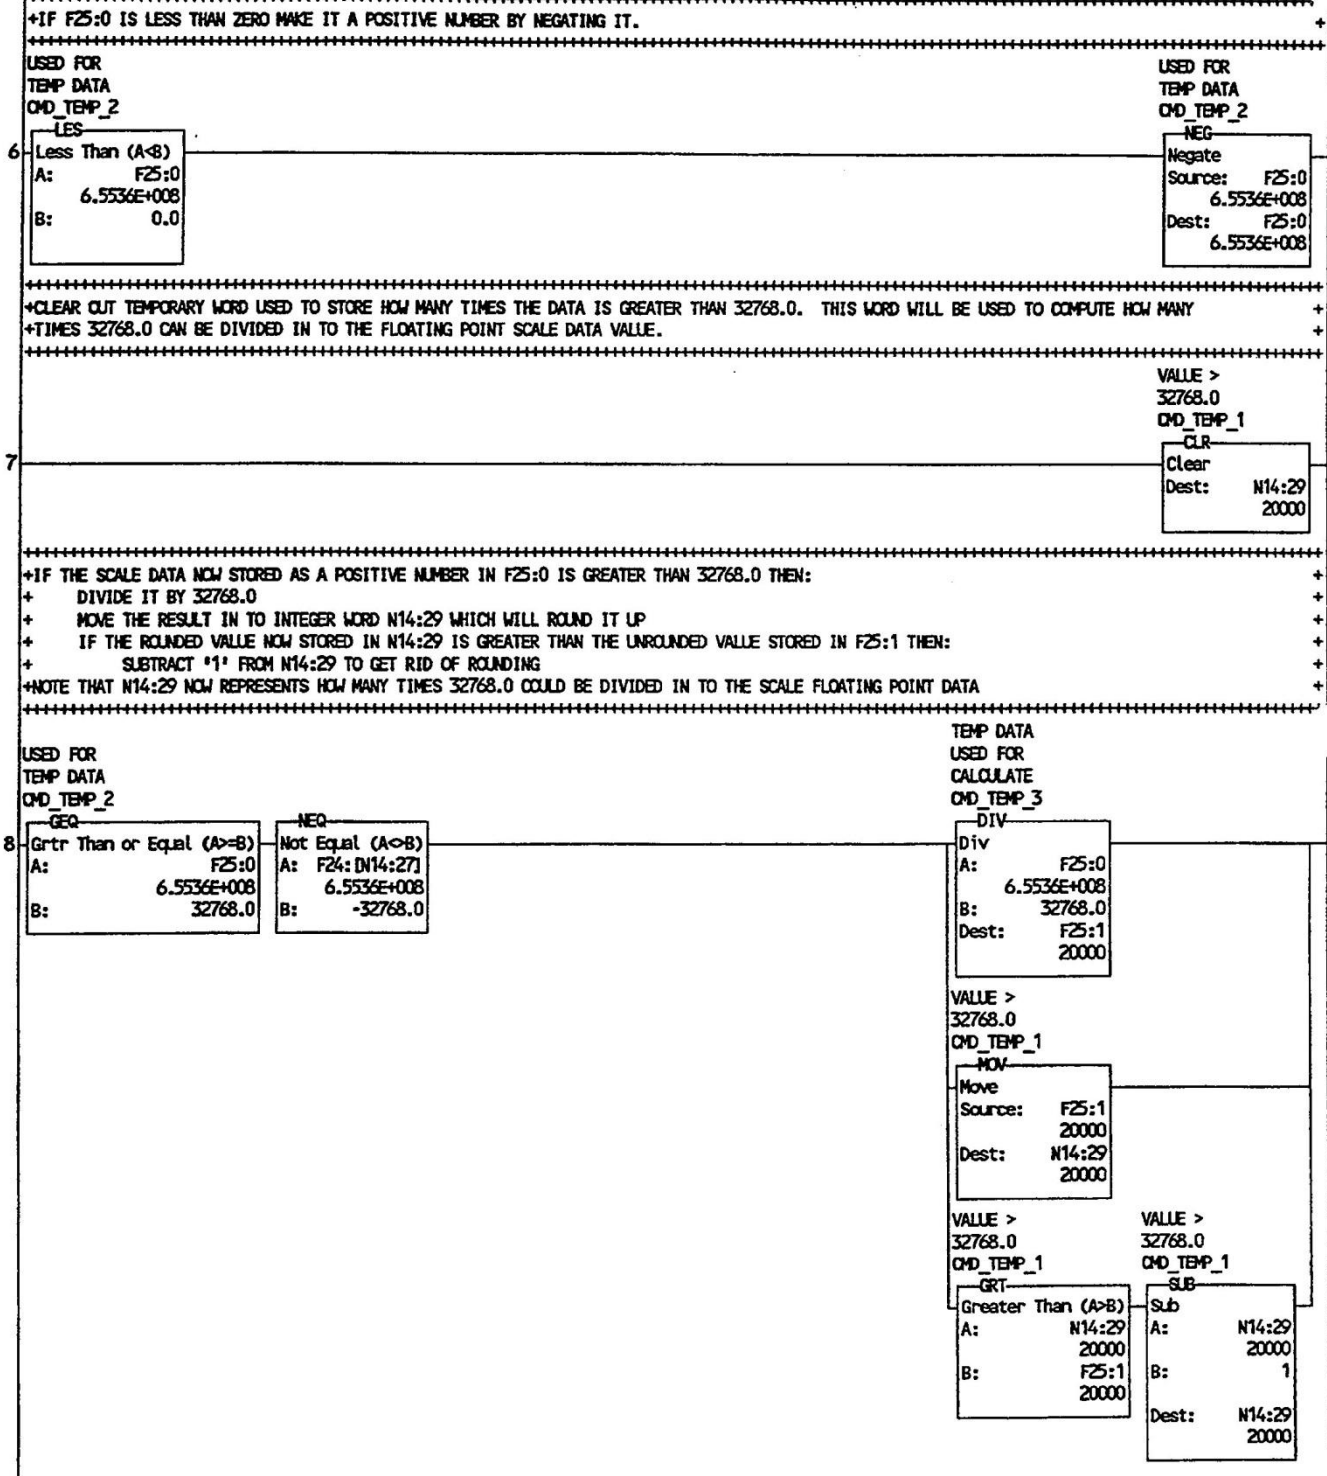 +IF F25:0 IS LESS THAN ZERO MAKE IT A POSITIVE NUMBER BY NEGATING IT. +
USED FOR
TEMP DATA
CMD_TEMP_2
LES
6 Less Than (A<B)
A: F25:0
6.5536E+008
B: 0.0
USED FOR
TEMP DATA
CMD_TEMP_2
NEG
Negate
Source: F25:0
6.5536E+008
Dest: F25:0
6.5536E+008
+CLEAR OUT TEMPORARY WORD USED TO STORE HOW MANY TIMES THE DATA IS GREATER THAN 32768.0. THIS WORD WILL BE USED TO COMPUTE HOW MANY +
+TIMES 32768.0 CAN BE DIVIDED IN TO THE FLOATING POINT SCALE DATA VALUE. +
VALUE >
32768.0
CMD_TEMP_1
CLR
7 Clear
Dest: N14:29
20000
+IF THE SCALE DATA NOW STORED AS A POSITIVE NUMBER IN F25:0 IS GREATER THAN 32768.0 THEN: +
+ DIVIDE IT BY 32768.0 +
+ MOVE THE RESULT IN TO INTEGER WORD N14:29 WHICH WILL ROUND IT UP +
+ IF THE ROUNDED VALUE NOW STORED IN N14:29 IS GREATER THAN THE UNROUNDED VALUE STORED IN F25:1 THEN: +
+ SUBTRACT "1" FROM N14:29 TO GET RID OF ROUNDING +
+NOTE THAT N14:29 NOW REPRESENTS HOW MANY TIMES 32768.0 COULD BE DIVIDED IN TO THE SCALE FLOATING POINT DATA +
USED FOR
TEMP DATA
CMD_TEMP_2
GEQ
8 Grtr Than or Equal (A>=B)
A: F25:0
6.5536E+008
B: 32768.0
NEQ
Not Equal (A<>B)
A: F24:[N14:27]
6.5536E+008
B: -32768.0
TEMP DATA
USED FOR
CALCULATE
CMD_TEMP_3
DIV
Div
A: F25:0
6.5536E+008
B: 32768.0
Dest: F25:1
20000
VALUE >
32768.0
CMD_TEMP_1
MOV
Move
Source: F25:1
20000
Dest: N14:29
20000
VALUE >
32768.0
CMD_TEMP_1
GRT
Greater Than (A>B)
A: N14:29
20000
B: F25:1
20000
VALUE >
32768.0
CMD_TEMP_1
SUB
Sub
A: N14:29
20000
B: 1
Dest: N14:29
20000